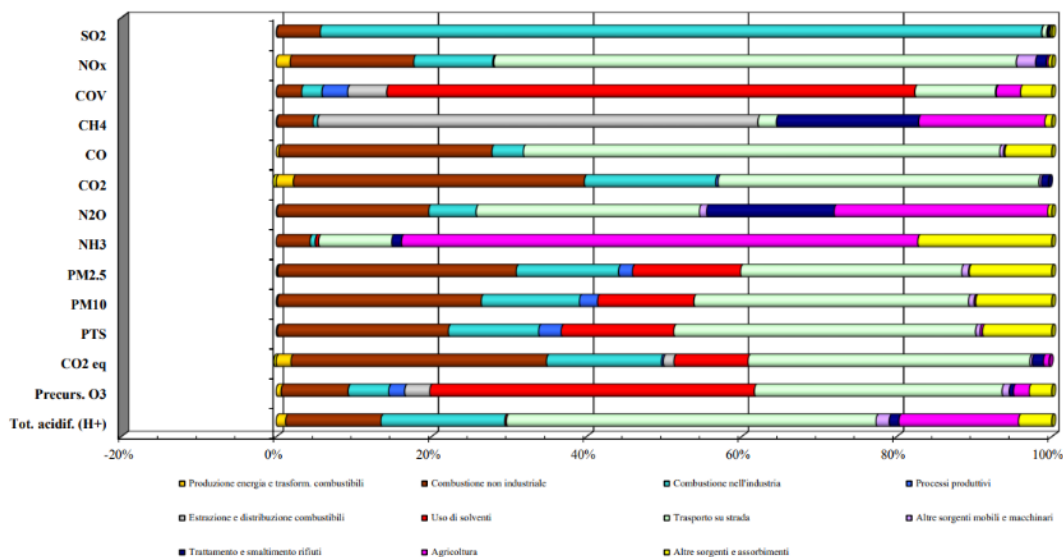 SO2
NOx
COV
CH4
CO
CO2
N2O
NH3
PM2.5
PM10
PTS
CO2 eq
Precurs. O3
Tot. acidif. (H+)
-20% 0% 20% 40% 60% 80% 100%
Produzione energia e trasform. combustibili Combustione non industriale Combustione nell'industria Processi produttivi
Estrazione e distribuzione combustibili Uso di solventi Trasporto su strada Altre sorgenti mobili e macchinari
Trattamento e smaltimento rifiuti Agricoltura Altre sorgenti e assorbimenti